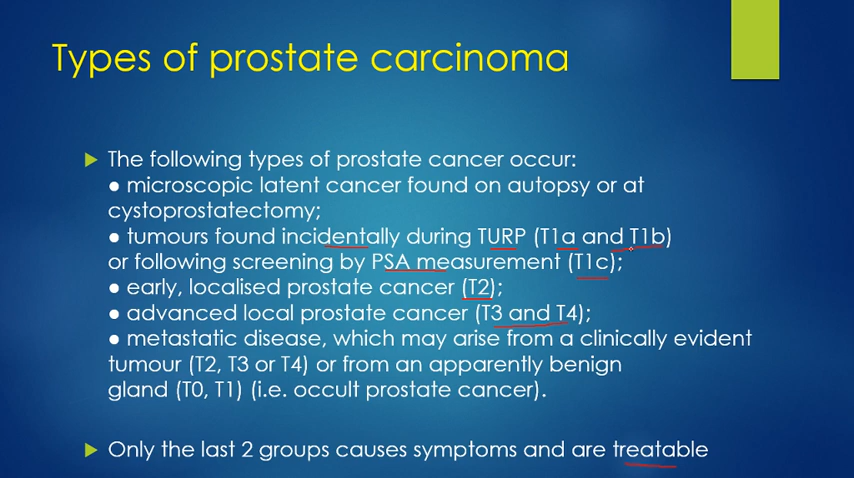 Types of prostate carcinoma
The following types of prostate cancer occur:
● microscopic latent cancer found on autopsy or at
cystoprostatectomy;
● tumours found incidentally during TURP (T1a and T1b)
or following screening by PSA measurement (T1c);
● early, localised prostate cancer (T2);
● advanced local prostate cancer (T3 and T4);
● metastatic disease, which may arise from a clinically evident
tumour (T2, T3 or T4) or from an apparently benign
gland (T0, T1) (i.e. occult prostate cancer).
Only the last 2 groups causes symptoms and are treatable